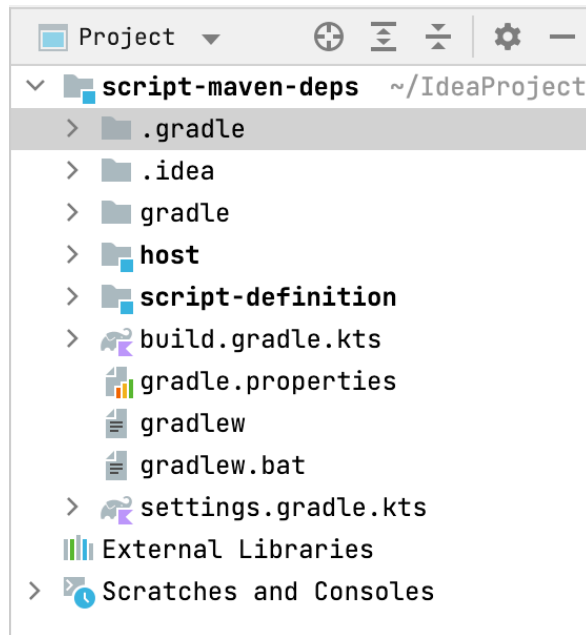 Project
script-maven-deps ~/IdeaProject
.gradle
.idea
gradle
host
script-definition
build.gradle.kts
gradle.properties
gradlew
gradlew.bat
settings.gradle.kts
External Libraries
Scratches and Consoles